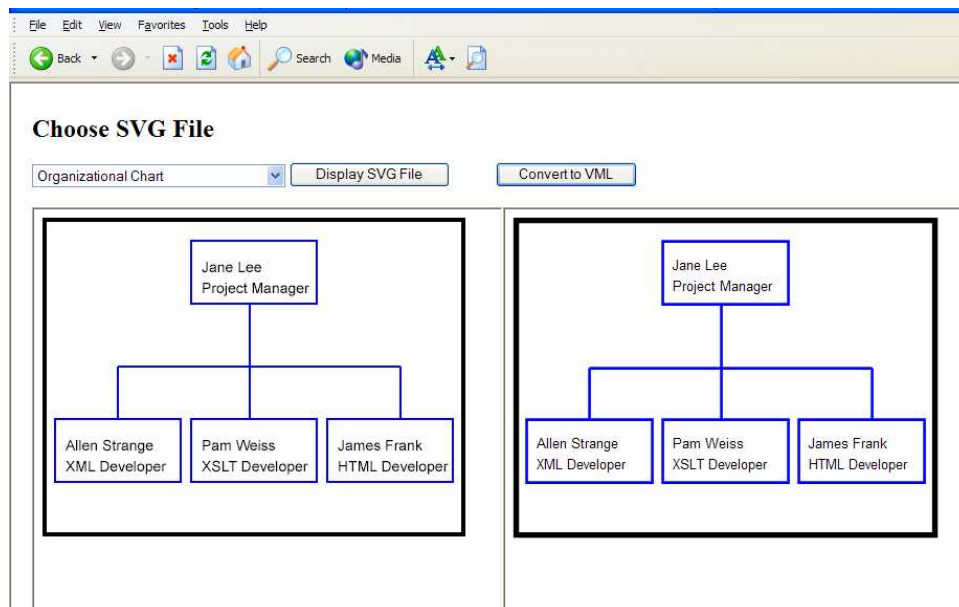 File Edit View Favorites Tools Help
Back Search Media
Choose SVG File
Organizational Chart Display SVG File Convert to VML
Jane Lee
Project Manager
Allen Strange
XML Developer
Pam Weiss
XSLT Developer
James Frank
HTML Developer
Jane Lee
Project Manager
Allen Strange
XML Developer
Pam Weiss
XSLT Developer
James Frank
HTML Developer